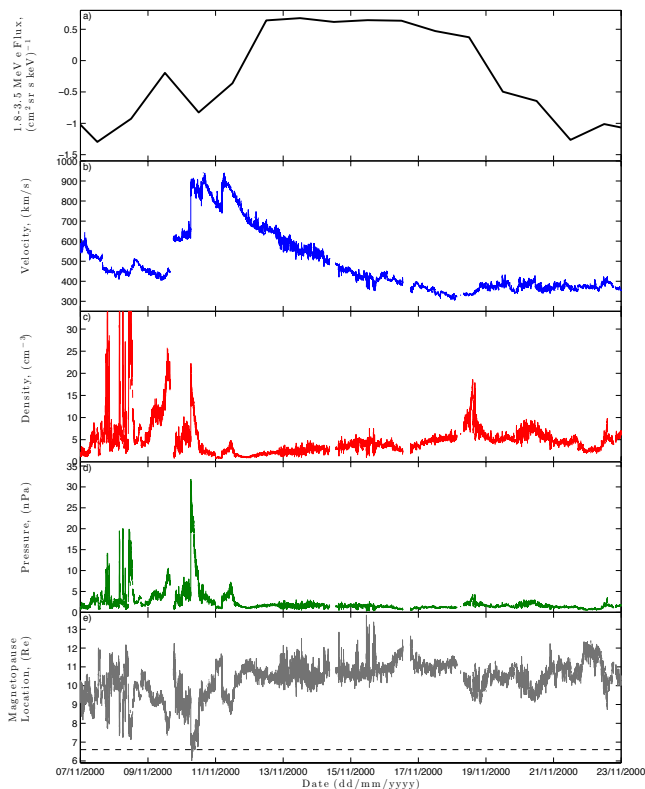 a)
1.8-3.5 MeV e Flux,
(cm² sr s keV)⁻¹
0.5
0
−0.5
−1
−1.5
b)
Velocity, (km/s)
1000
900
800
700
600
500
400
300
c)
Density, (cm⁻³)
30
25
20
15
10
5
0
d)
Pressure, (nPa)
35
30
25
20
15
10
5
0
e)
Magnetopause
Location, (Re)
13
12
11
10
9
8
7
6
07/11/2000 09/11/2000 11/11/2000 13/11/2000 15/11/2000 17/11/2000 19/11/2000 21/11/2000 23/11/2000
Date (dd/mm/yyyy)